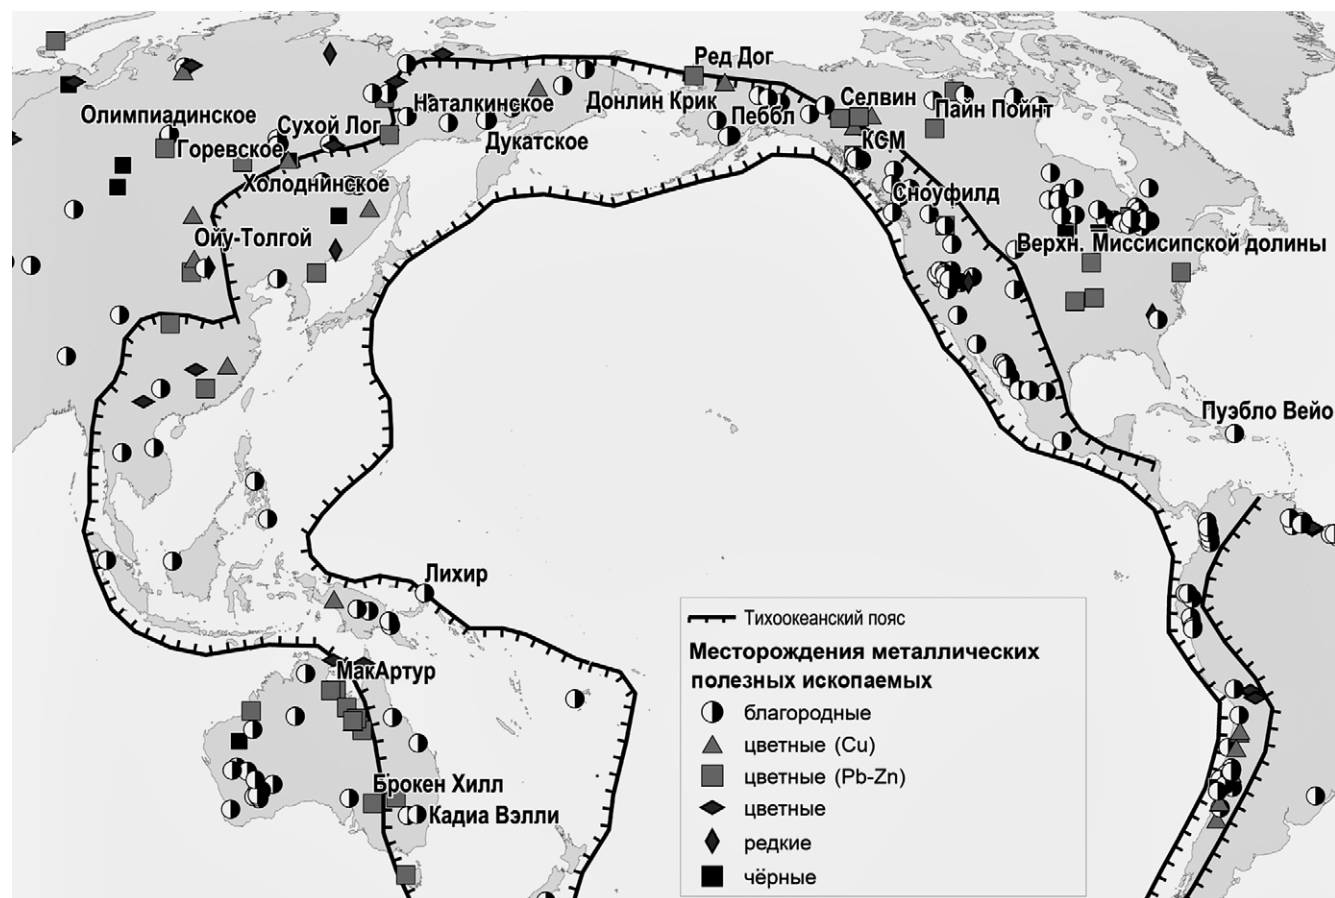 Ред Дог
Олимпиадинское
Наталкинское
Донлин Крик
Селвин
Пайн Пойнт
Сухой Лог
Пеббл
Горевское
Дукатское
КСМ
Холоднинское
Сноуфилд
Ойу-Толгой
Верхн. Миссисипской долины
Пуэбло Вейо
Лихир
МакАртур
Брокен Хилл
Кадиа Вэлли
Тихоокеанский пояс
Месторождения металлических
полезных ископаемых
благородные
цветные (Cu)
цветные (Pb-Zn)
цветные
редкие
чёрные